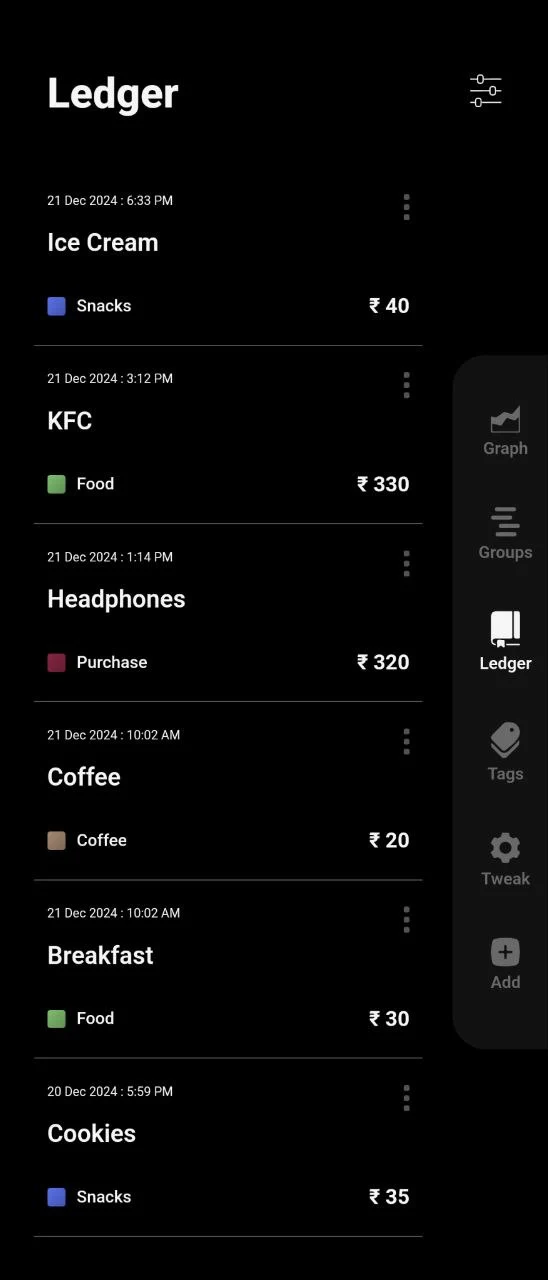 Ledger
21 Dec 2024 : 6:33 PM
Ice Cream
Snacks ₹ 40
21 Dec 2024 : 3:12 PM
KFC
Food ₹ 330
21 Dec 2024 : 1:14 PM
Headphones
Purchase ₹ 320
21 Dec 2024 : 10:02 AM
Coffee
Coffee ₹ 20
21 Dec 2024 : 10:02 AM
Breakfast
Food ₹ 30
20 Dec 2024 : 5:59 PM
Cookies
Snacks ₹ 35
Graph
Groups
Ledger
Tags
Tweak
Add